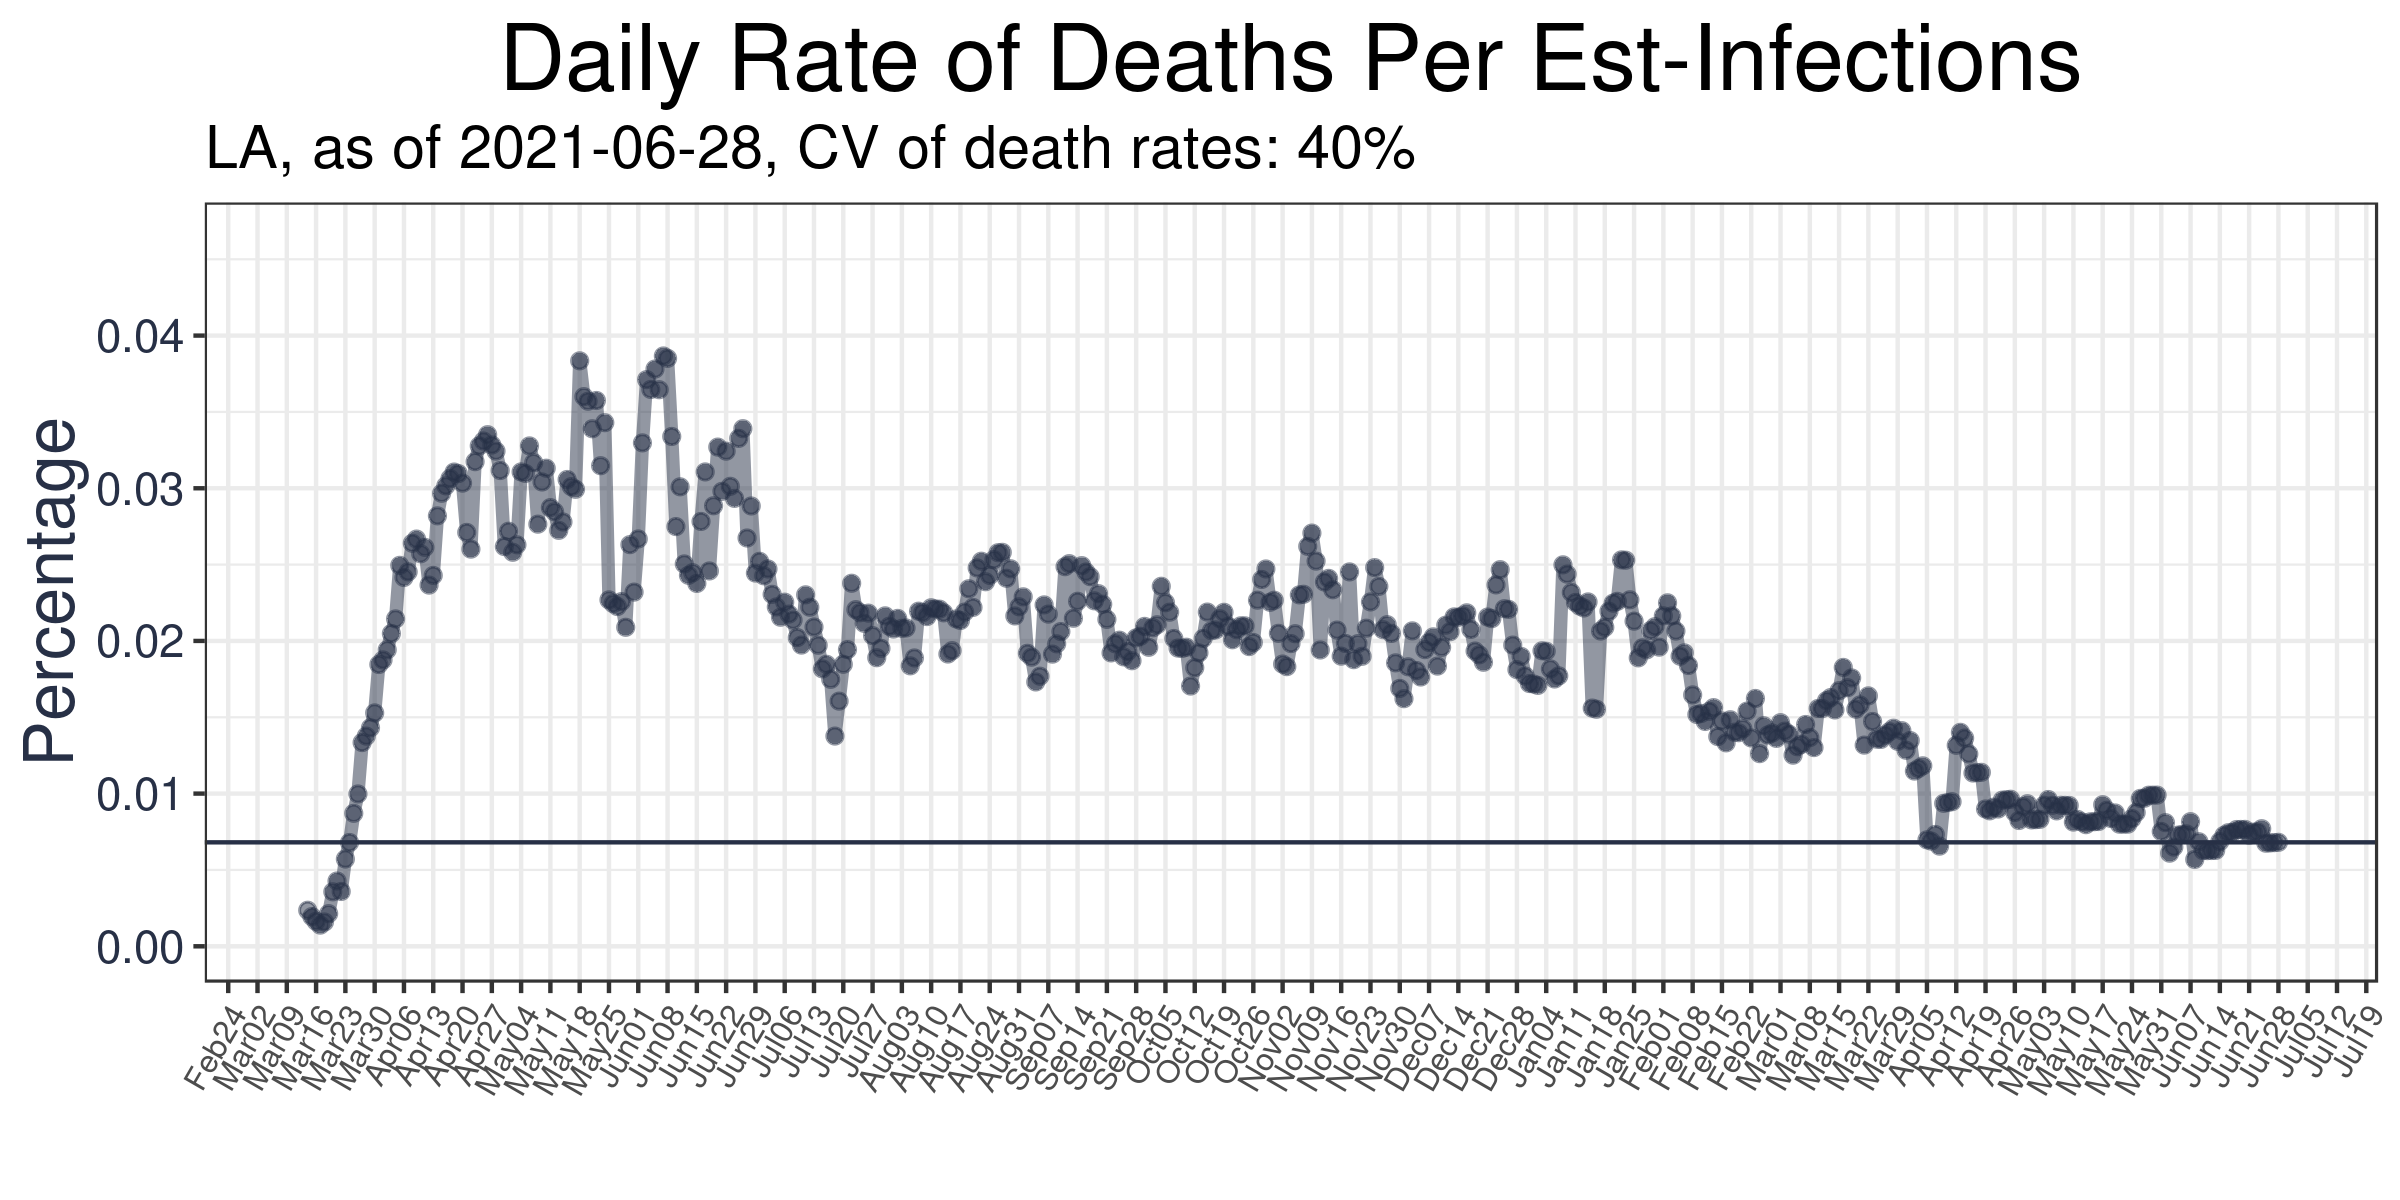 Daily Rate of Deaths Per Est-Infections
LA, as of 2021-06-28, CV of death rates: 40%
Percentage
0.04
0.03
0.02
0.01
0.00
Feb24
Mar02
Mar09
Mar16
Mar23
Mar30
Apr06
Apr13
Apr20
Apr27
May04
May11
May18
May25
Jun01
Jun08
Jun15
Jun22
Jun29
Jul06
Jul13
Jul20
Jul27
Aug03
Aug10
Aug17
Aug24
Aug31
Sep07
Sep14
Sep21
Sep28
Oct05
Oct12
Oct19
Oct26
Nov02
Nov09
Nov16
Nov23
Nov30
Dec07
Dec14
Dec21
Dec28
Jan04
Jan11
Jan18
Jan25
Feb01
Feb08
Feb15
Feb22
Mar01
Mar08
Mar15
Mar22
Mar29
Apr05
Apr12
Apr19
Apr26
May03
May10
May17
May24
May31
Jun07
Jun14
Jun21
Jun28
Jul05
Jul12
Jul19